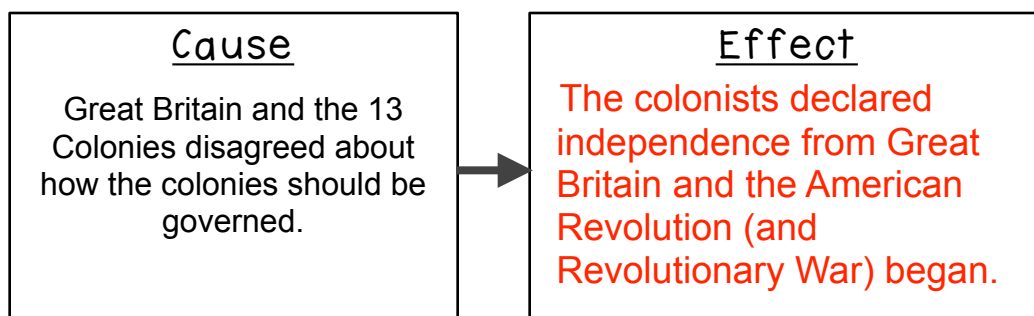 Cause
Great Britain and the 13
Colonies disagreed about
how the colonies should be
governed.
Effect
The colonists declared
independence from Great
Britain and the American
Revolution (and
Revolutionary War) began.